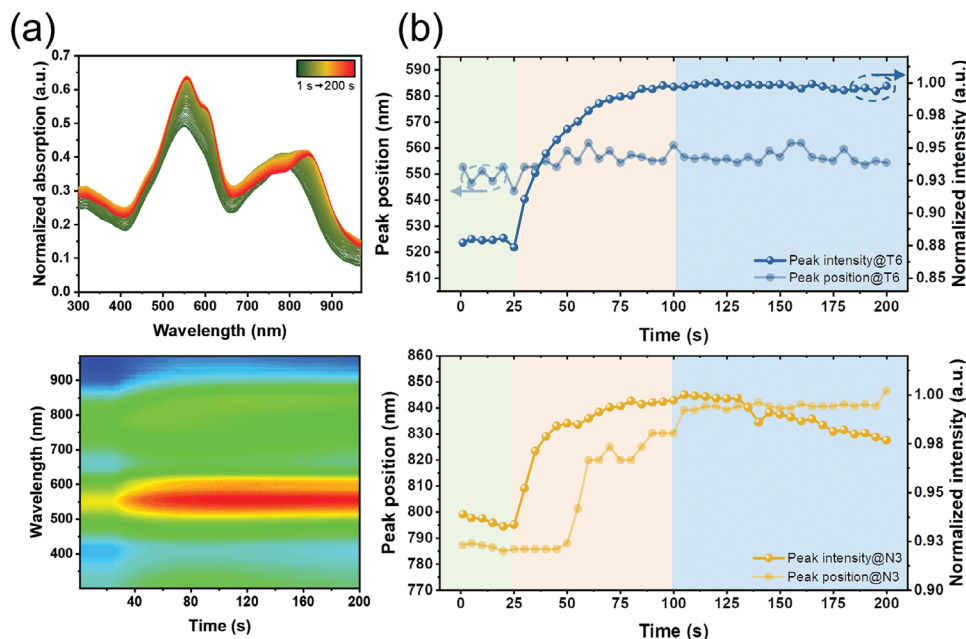 (a)
(b)
0.7
0.6
0.5
0.4
0.3
0.2
0.1
0.0
Normalized absorption (a.u.)
1 s→200 s
300 400 500 600 700 800 900
Wavelength (nm)
590
580
570
560
550
540
530
520
510
Peak position (nm)
1.00
0.98
0.96
0.94
0.93
0.90
0.88
0.85
Normalized intensity (a.u.)
Peak intensity@T6
Peak position@T6
0 25 50 75 100 125 150 175 200
Time (s)
900
800
700
600
500
400
Wavelength (nm)
40 80 120 160 200
Time (s)
860
850
840
830
820
810
800
790
780
770
Peak position (nm)
1.00
0.98
0.95
0.93
0.90
Normalized intensity (a.u.)
Peak intensity@N3
Peak position@N3
0 25 50 75 100 125 150 175 200
Time (s)